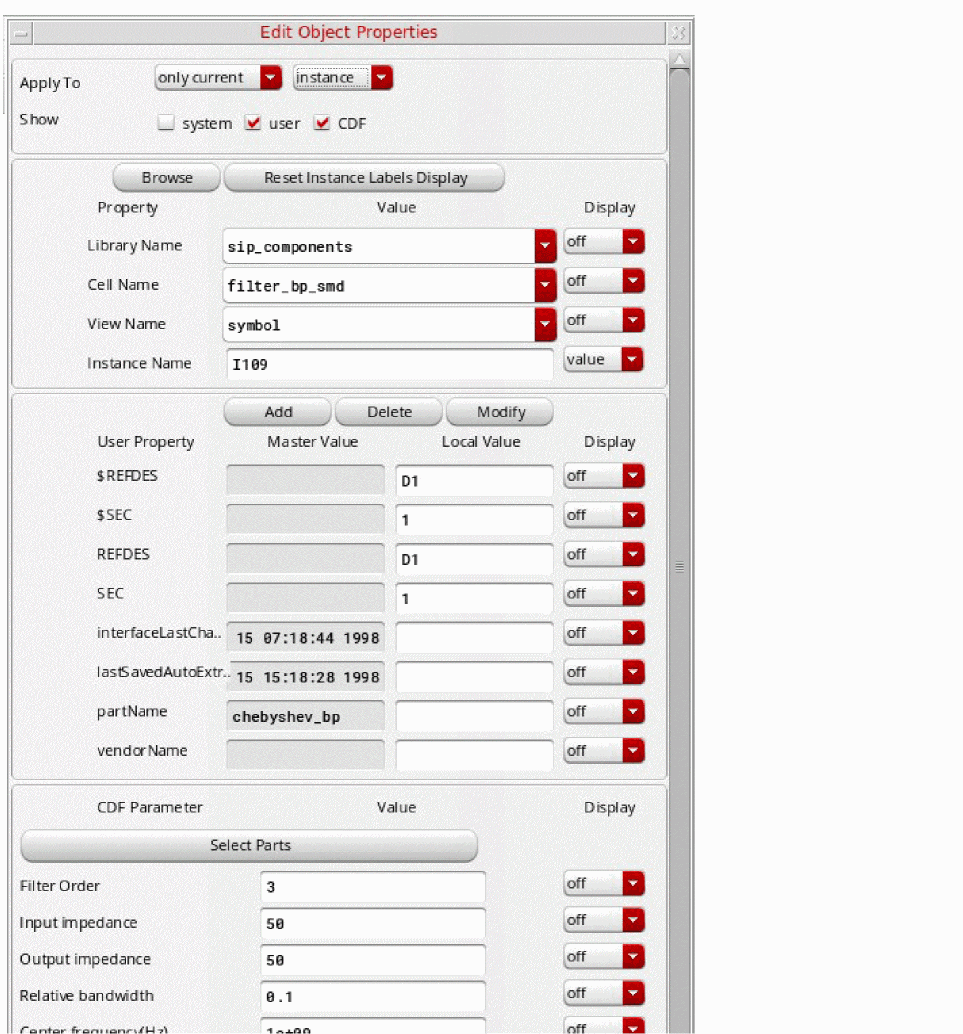 Edit Object Properties
Apply To only current instance
Show system user CDF
Browse Reset Instance Labels Display
Property Value Display
Library Name sip_components off
Cell Name filter_bp_smd off
View Name symbol off
Instance Name I109 value
Add Delete Modify
User Property Master Value Local Value Display
$REFDES D1 off
$SEC 1 off
REFDES D1 off
SEC 1 off
interfaceLastCha.. 15 07:18:44 1998 off
lastSavedAutoExtr.. 15 15:18:28 1998 off
partName chebyshev_bp off
vendorName off
CDF Parameter Value Display
Select Parts
Filter Order 3 off
Input impedance 50 off
Output impedance 50 off
Relative bandwidth 0.1 off
Center frequency(Hz) 1e+09 off